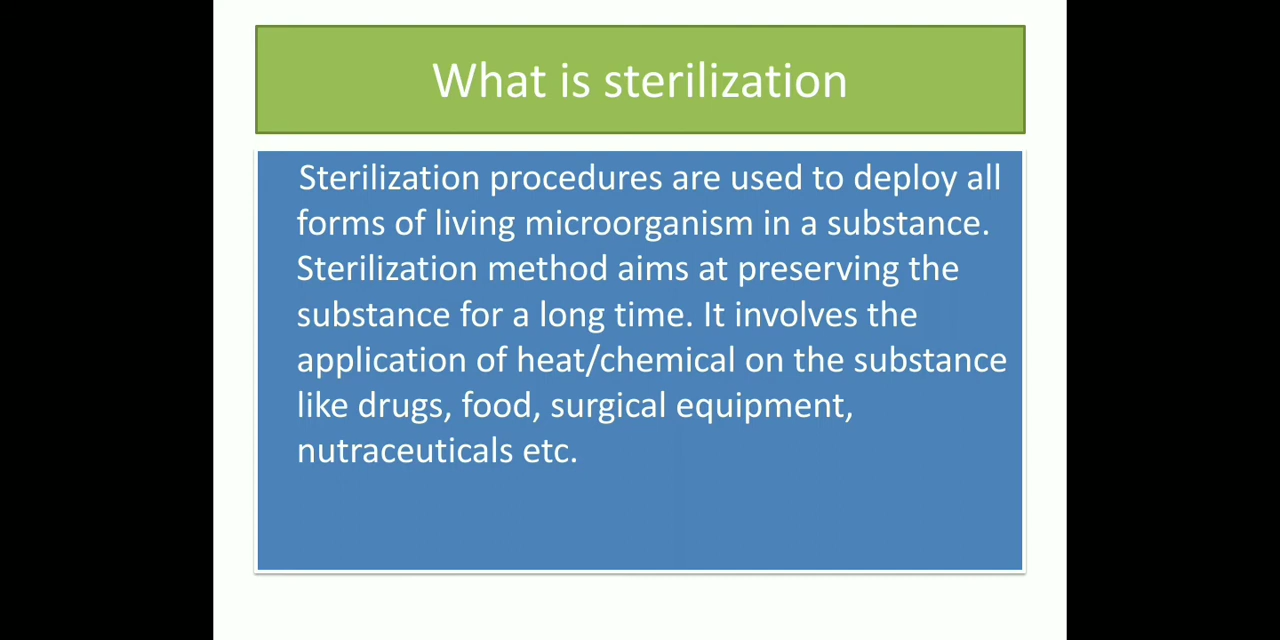 What is sterilization
Sterilization procedures are used to deploy all
forms of living microorganism in a substance.
Sterilization method aims at preserving the
substance for a long time. It involves the
application of heat/chemical on the substance
like drugs, food, surgical equipment,
nutraceuticals etc.